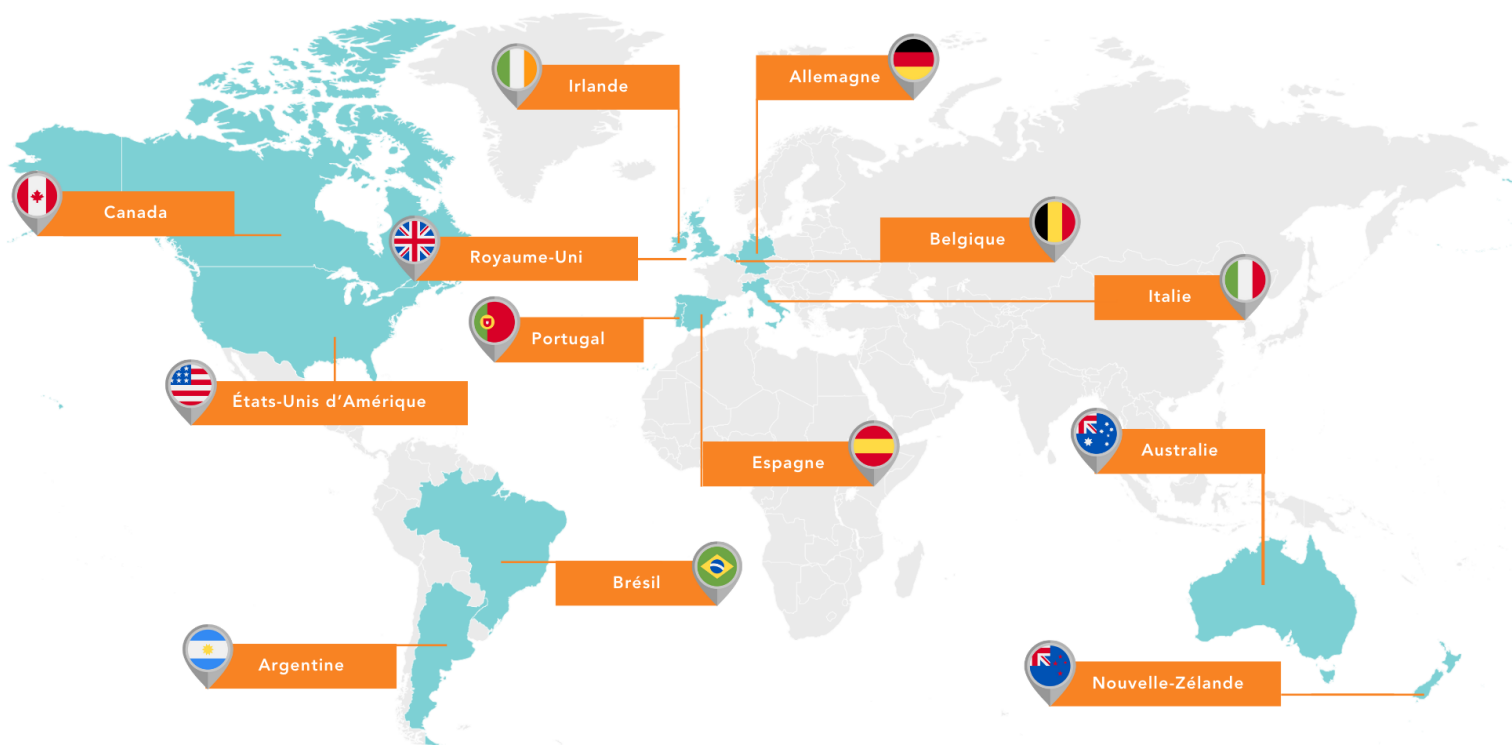 Irlande
Allemagne
Canada
Royaume-Uni
Belgique
Italie
Portugal
États-Unis d’Amérique
Espagne
Australie
Brésil
Argentine
Nouvelle-Zélande